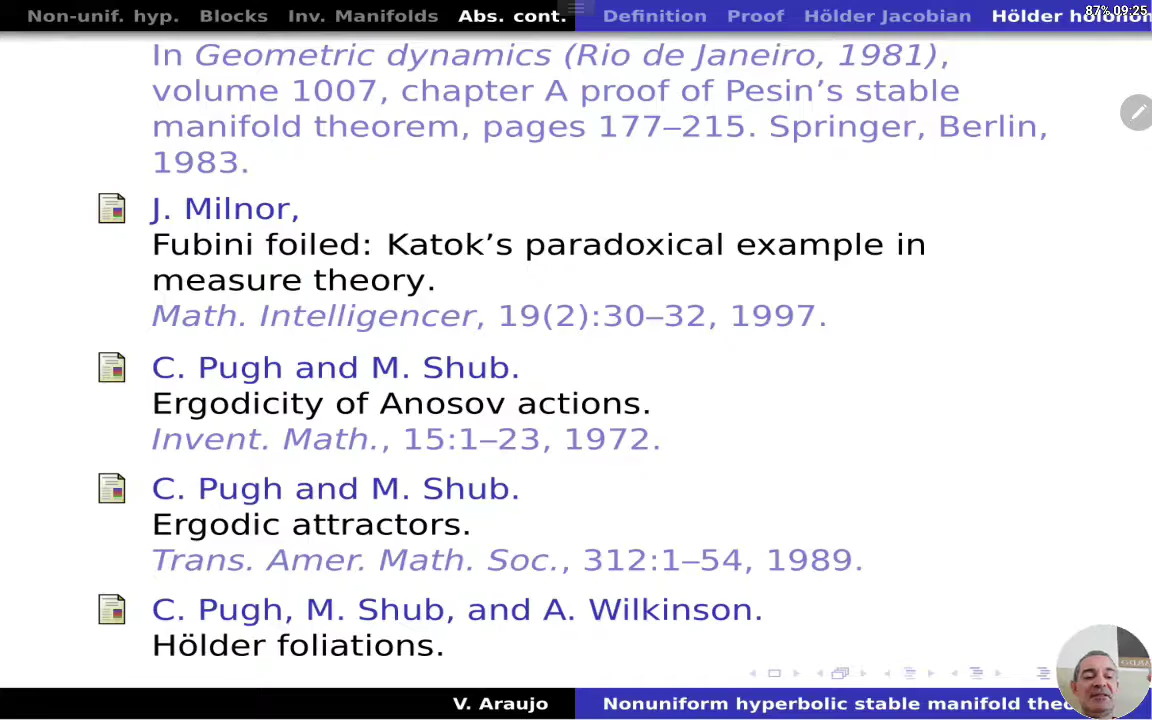 Non-unif. hyp. Blocks Inv. Manifolds Abs. cont. Definition Proof Hölder Jacobian Hölder
87% 09:25
In Geometric dynamics (Rio de Janeiro, 1981),
volume 1007, chapter A proof of Pesin’s stable
manifold theorem, pages 177–215. Springer, Berlin,
1983.
J. Milnor,
Fubini foiled: Katok’s paradoxical example in
measure theory.
Math. Intelligencer, 19(2):30–32, 1997.
C. Pugh and M. Shub.
Ergodicity of Anosov actions.
Invent. Math., 15:1–23, 1972.
C. Pugh and M. Shub.
Ergodic attractors.
Trans. Amer. Math. Soc., 312:1–54, 1989.
C. Pugh, M. Shub, and A. Wilkinson.
Hölder foliations.
V. Araujo Nonuniform hyperbolic stable manifold